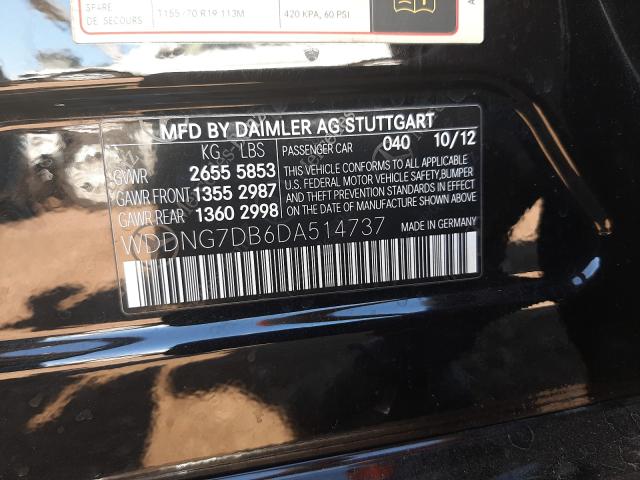 SPARE
DE SECOURS T155/70 R19 113M 420 KPA, 60 PSI
MFD BY DAIMLER AG STUTTGART
KG LBS PASSENGER CAR 040 10/12
GVWR 2655 5853
GAWR FRONT 1355 2987
GAWR REAR 1360 2998
THIS VEHICLE CONFORMS TO ALL APPLICABLE
U.S. FEDERAL MOTOR VEHICLE SAFETY, BUMPER
AND THEFT PREVENTION STANDARDS IN EFFECT
ON THE DATE OF MANUFACTURE SHOWN ABOVE.
WDDNG7DB6DA514737